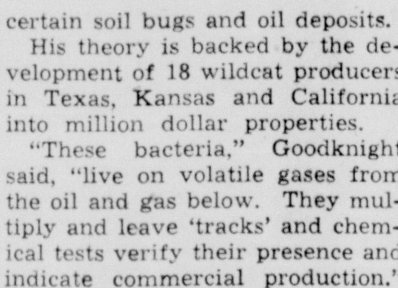 certain soil bugs and oil deposits.
His theory is backed by the de-
velopment of 18 wildcat producers
in Texas, Kansas and California
into million dollar properties.
"These bacteria," Goodknight
said, "live on volatile gases from
the oil and gas below. They mul-
tiply and leave 'tracks' and chem-
ical tests verify their presence and
indicate commercial production."